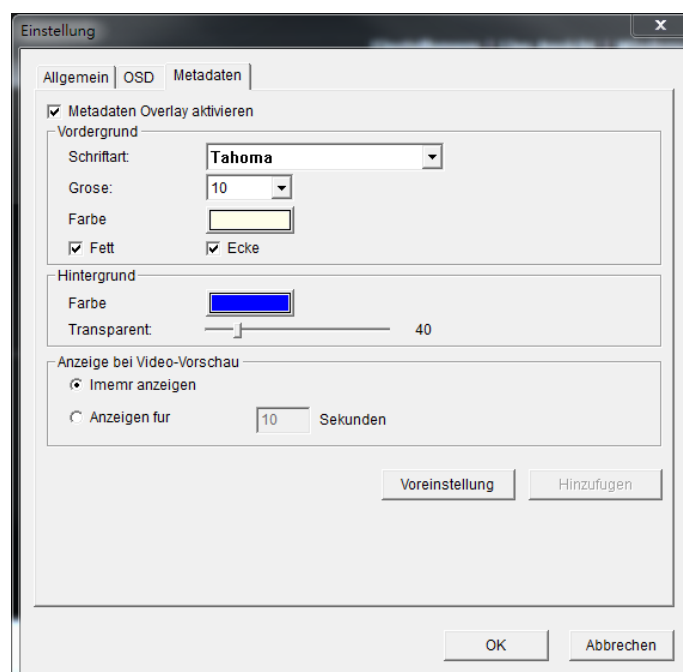 Einstellung
x
Allgemein OSD Metadaten
Metadaten Overlay aktivieren
Vordergrund
Schriftart: Tahoma
Grose: 10
Farbe
Fett Ecke
Hintergrund
Farbe
Transparent: 40
Anzeige bei Video-Vorschau
Imemr anzeigen
Anzeigen fur 10 Sekunden
Voreinstellung Hinzufugen
OK Abbrechen